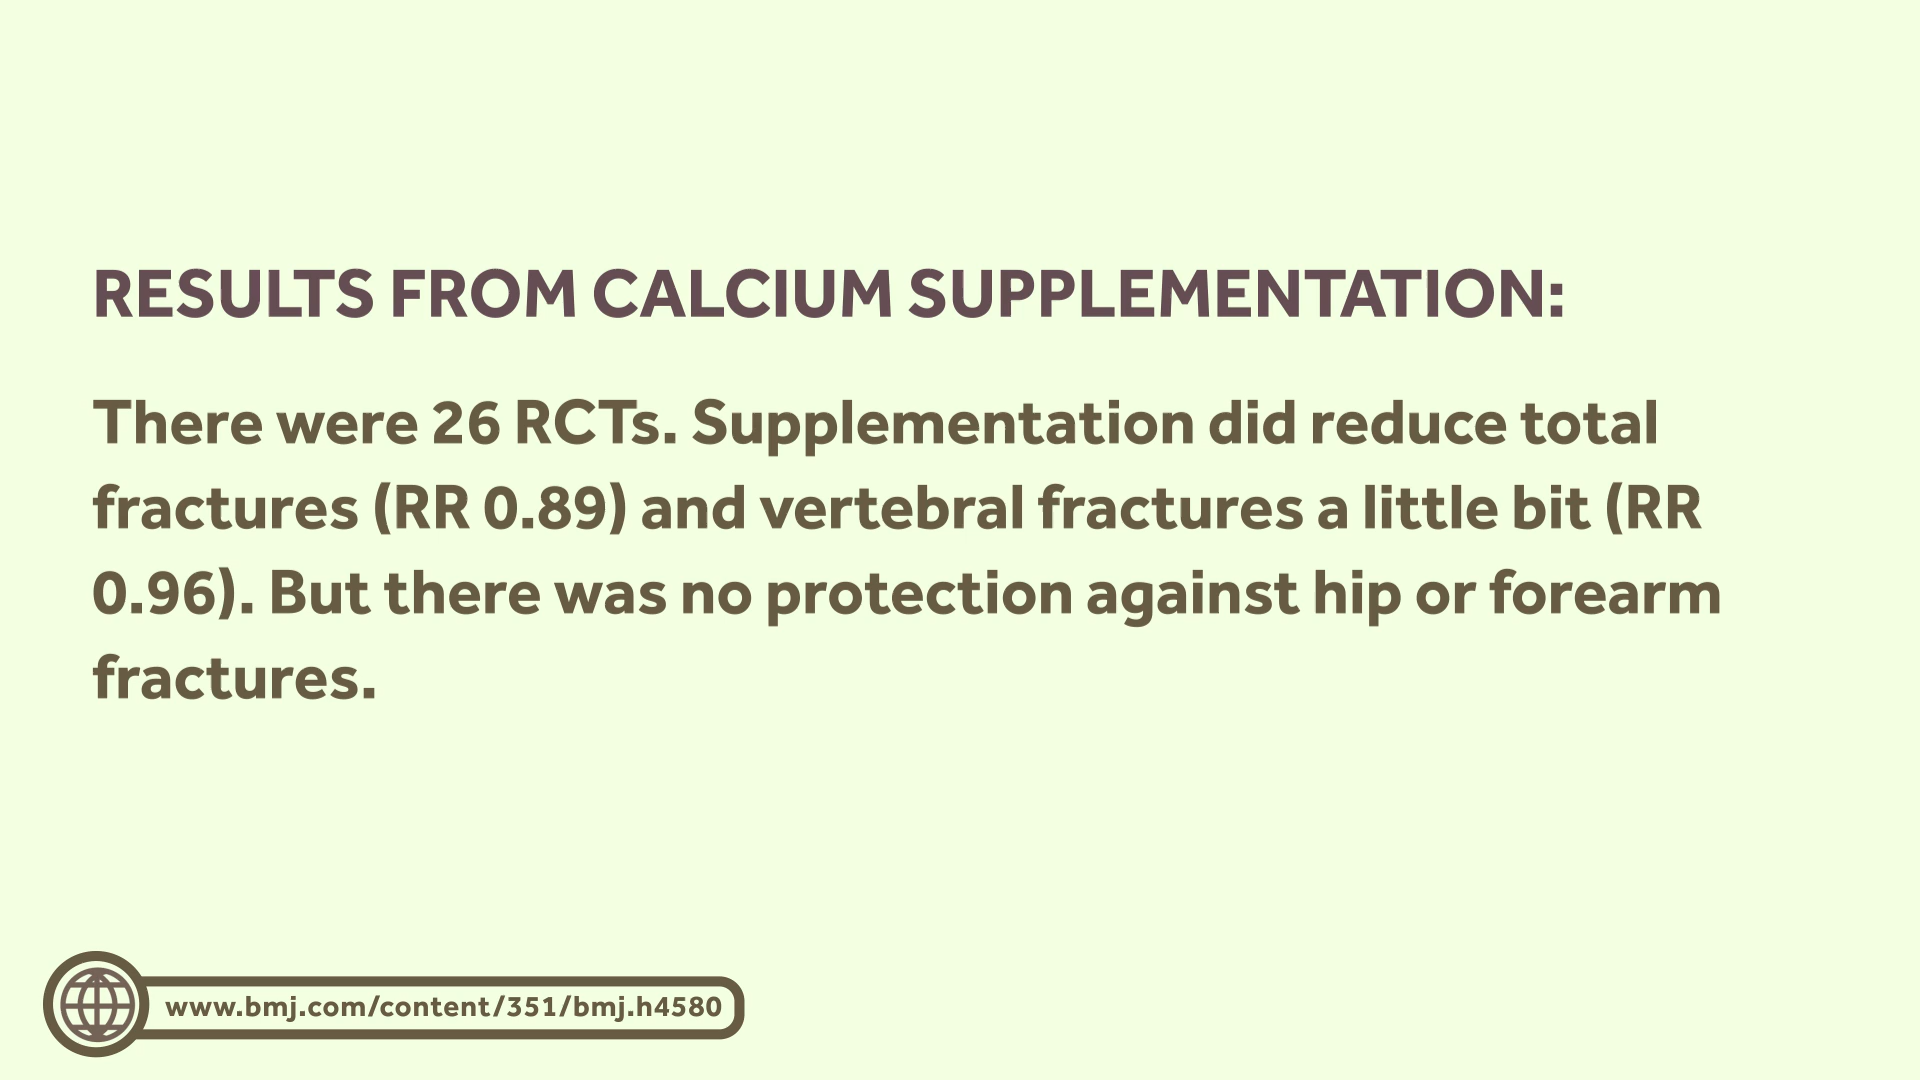 RESULTS FROM CALCIUM SUPPLEMENTATION:
There were 26 RCTs. Supplementation did reduce total
fractures (RR 0.89) and vertebral fractures a little bit (RR
0.96). But there was no protection against hip or forearm
fractures.
www.bmj.com/content/351/bmj.h4580